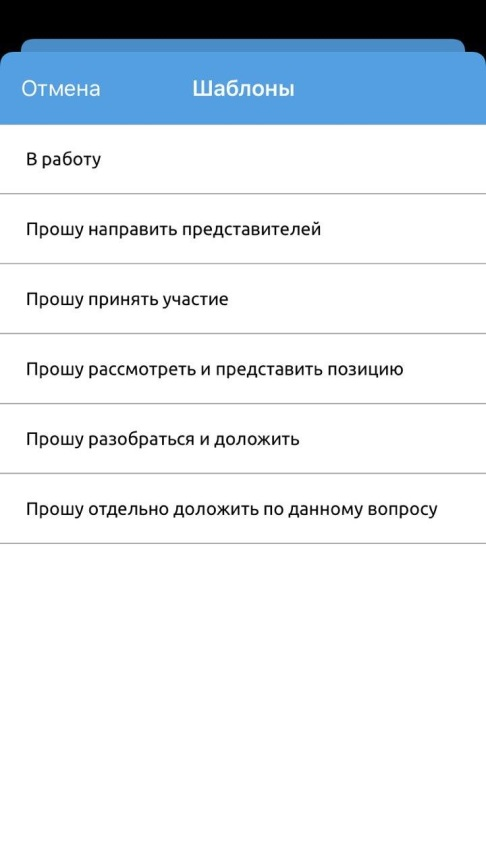 Отмена Шаблоны
В работу
Прошу направить представителей
Прошу принять участие
Прошу рассмотреть и представить позицию
Прошу разобраться и доложить
Прошу отдельно доложить по данному вопросу